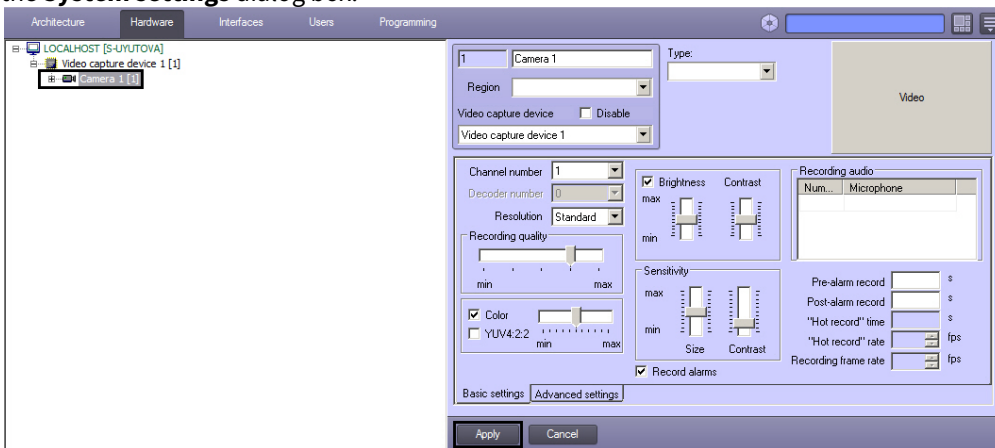 the System settings dialog box.
Architecture Hardware Interfaces Users Programming
LOCALHOST [S-UYUTOVA]
Video capture device 1 [1]
Camera 1 [1]
1 Camera 1
Type:
Region
Video capture device Disable
Video capture device 1
Video
Channel number 1
Decoder number 0
Resolution Standard
Recording quality
min max
Color
YUV4:2:2
min max
Brightness Contrast
max
min
Sensitivity
max
min
Size Contrast
Record alarms
Recording audio
Num... Microphone
Pre-alarm record s
Post-alarm record s
"Hot record" time s
"Hot record" rate fps
Recording frame rate fps
Basic settings Advanced settings
Apply Cancel